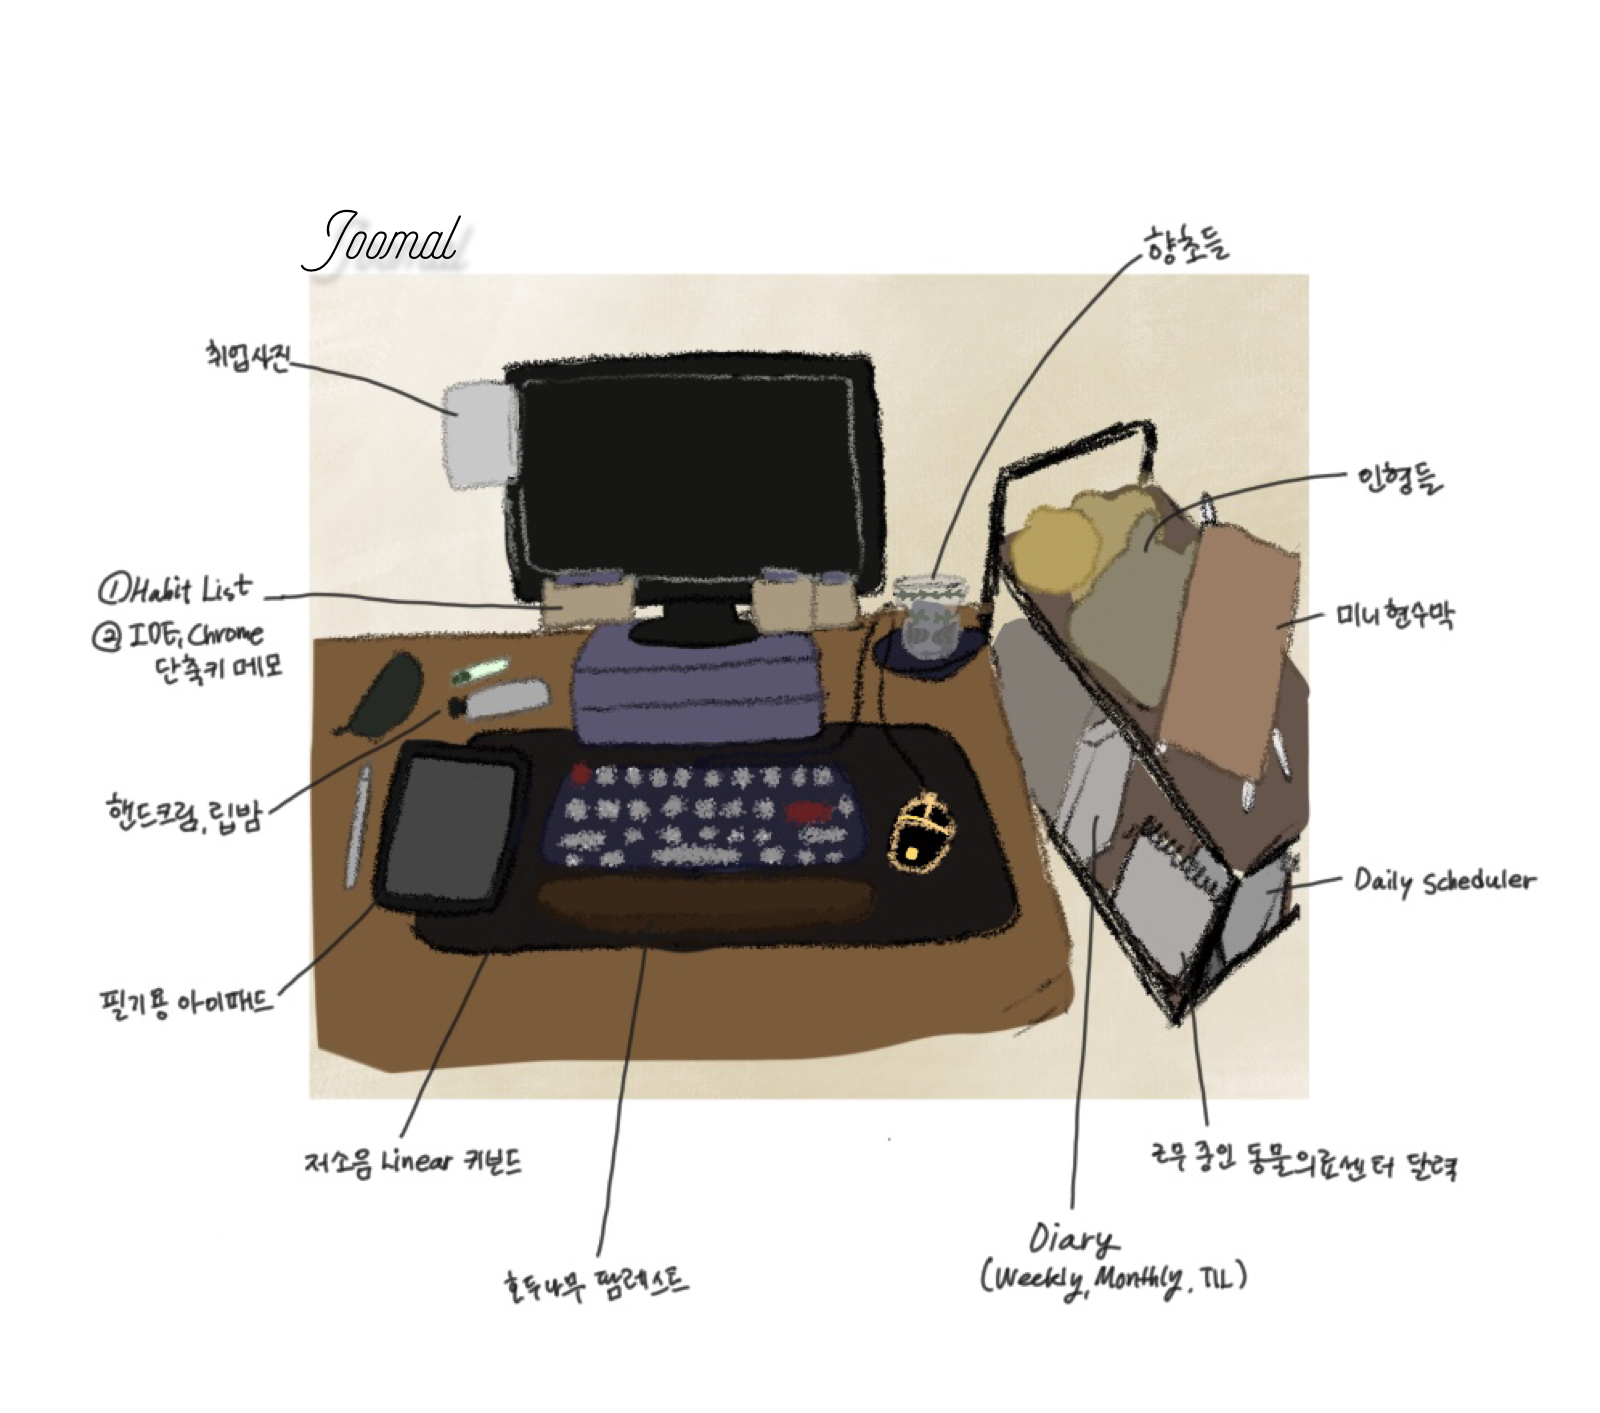 Joomal
향초들
취업사진
인형들
①Habit List
② IOE, Chrome
단축키 메모
미니현수막
핸드크림, 립밤
Daily Scheduler
필기용 아이패드
저소음 Linear 키보드
근무 중인 동물의료센터 달력
Diary
(Weekly, Monthly, TIL)
호두나무 팜레스트